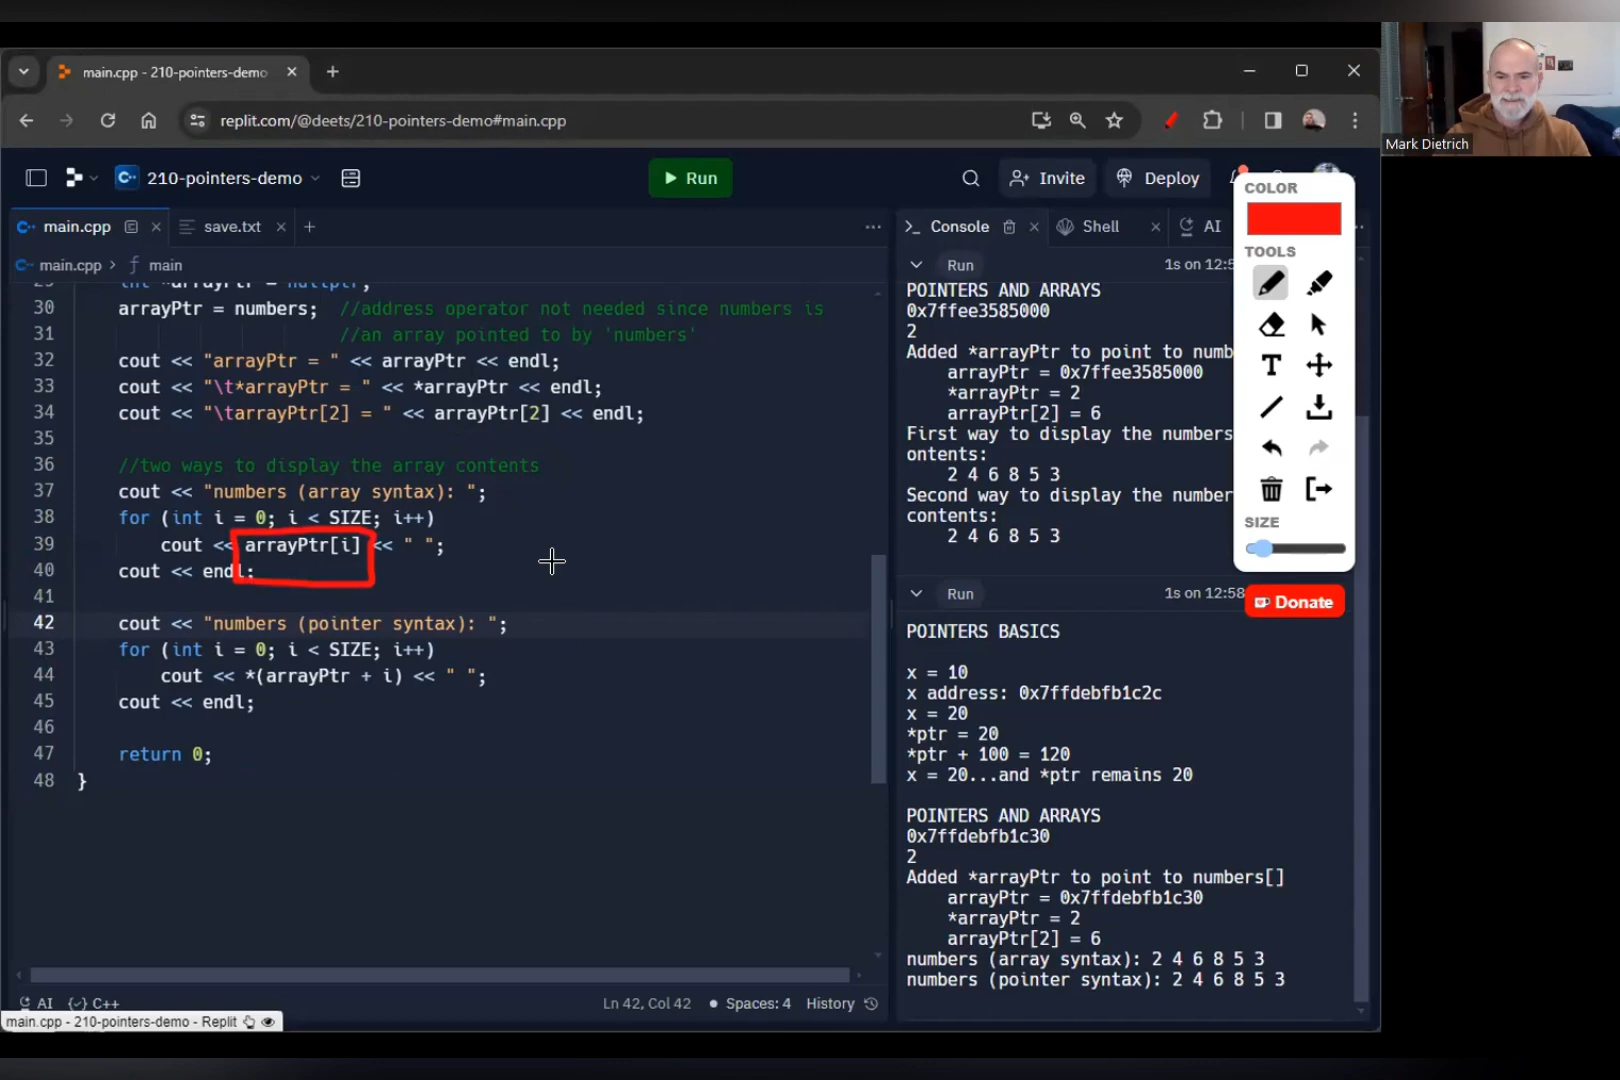 main.cpp - 210-pointers-demo
replit.com/@deets/210-pointers-demo#main.cpp
Mark Dietrich
210-pointers-demo
Run
Invite
Deploy
main.cpp
save.txt
main.cpp > main
30 arrayPtr = numbers; //address operator not needed since numbers is
31 //an array pointed to by 'numbers'
32 cout << "arrayPtr = " << arrayPtr << endl;
33 cout << "\t*arrayPtr = " << *arrayPtr << endl;
34 cout << "\tarrayPtr[2] = " << arrayPtr[2] << endl;
35
36 //two ways to display the array contents
37 cout << "numbers (array syntax): ";
38 for (int i = 0; i < SIZE; i++)
39 cout << arrayPtr[i] << " ";
40 cout << endl;
41
42 cout << "numbers (pointer syntax): ";
43 for (int i = 0; i < SIZE; i++)
44 cout << *(arrayPtr + i) << " ";
45 cout << endl;
46
47 return 0;
48 }
AI {✓} C++
Ln 42, Col 42
Spaces: 4
History
main.cpp - 210-pointers-demo - Replit
Console
Shell
AI
Run
1s on 12:5
POINTERS AND ARRAYS
0x7ffee3585000
2
Added *arrayPtr to point to numb
arrayPtr = 0x7ffee3585000
*arrayPtr = 2
arrayPtr[2] = 6
First way to display the numbers
ontents:
2 4 6 8 5 3
Second way to display the number
contents:
2 4 6 8 5 3
Run
1s on 12:58
POINTERS BASICS
x = 10
x address: 0x7ffdebfb1c2c
x = 20
*ptr = 20
*ptr + 100 = 120
x = 20...and *ptr remains 20
POINTERS AND ARRAYS
0x7ffdebfb1c30
2
Added *arrayPtr to point to numbers[]
arrayPtr = 0x7ffdebfb1c30
*arrayPtr = 2
arrayPtr[2] = 6
numbers (array syntax): 2 4 6 8 5 3
numbers (pointer syntax): 2 4 6 8 5 3
COLOR
TOOLS
T
SIZE
Donate